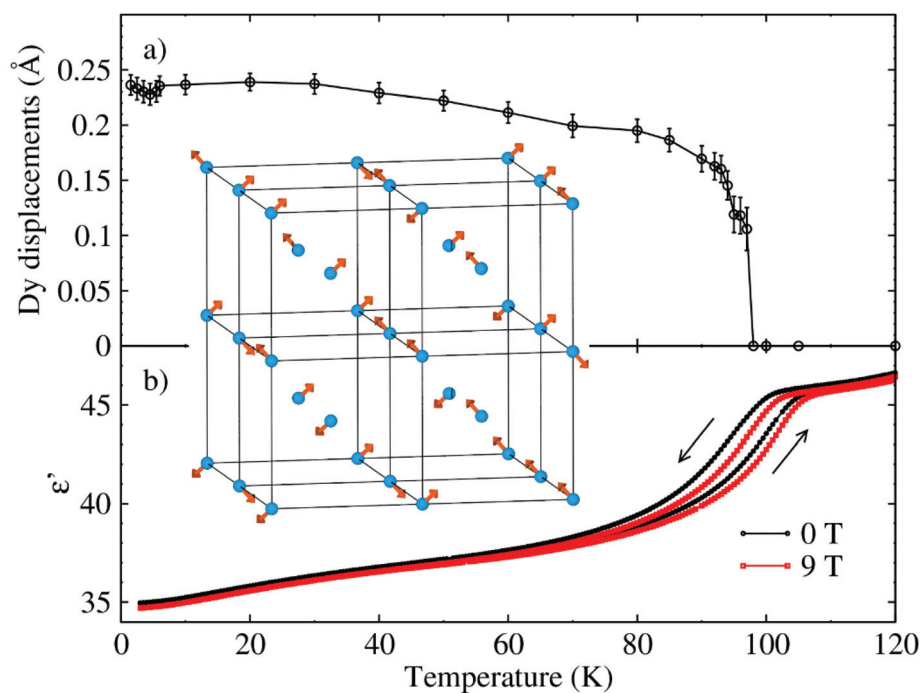 a)
Dy displacements (Å)
0.25
0.2
0.15
0.1
0.05
0
b)
ε’
45
40
35
0 T
9 T
0 20 40 60 80 100 120
Temperature (K)